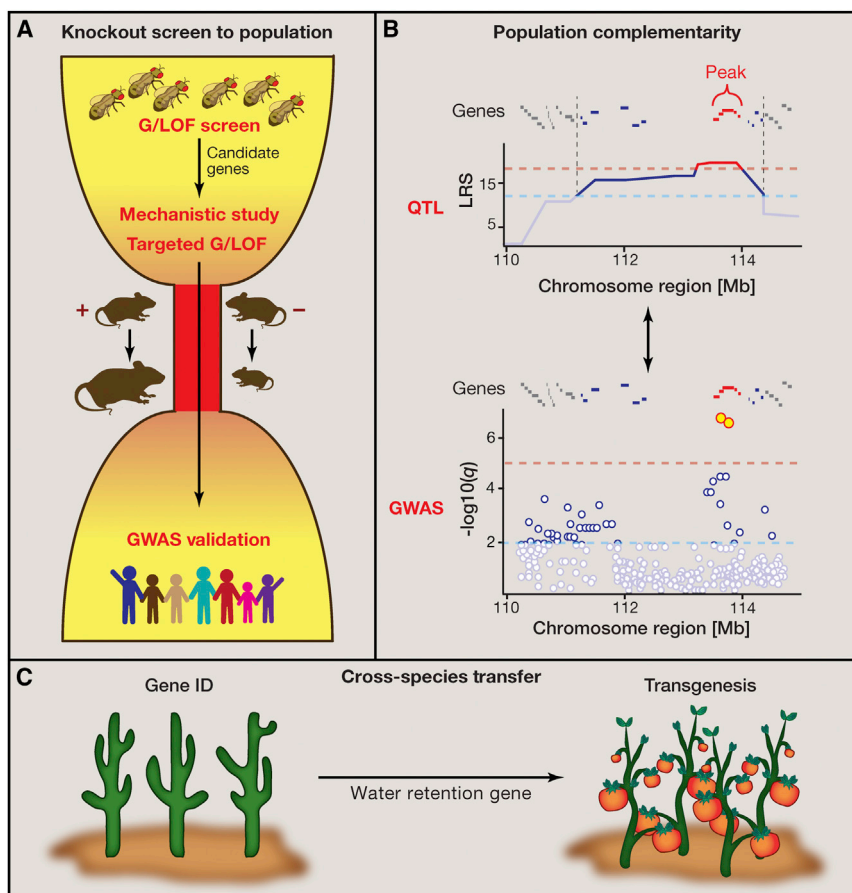 A
Knockout screen to population
G/LOF screen
Candidate
genes
Mechanistic study
Targeted G/LOF
+
–
GWAS validation
B
Population complementarity
Peak
Genes
QTL
LRS
15
5
110
112
114
Chromosome region [Mb]
Genes
GWAS
-log10(q)
6
4
2
110
112
114
Chromosome region [Mb]
C
Cross-species transfer
Gene ID
Transgenesis
Water retention gene